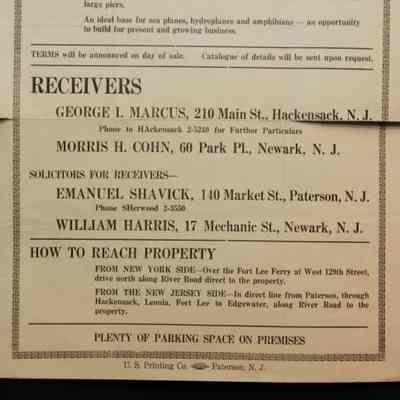 large piers.
An ideal base for sea planes, hydroplanes and amphibians — an opportunity
to build for present and growing business.
TERMS will be announced on day of sale. Catalogue of details will be sent upon request.
RECEIVERS
GEORGE I. MARCUS, 210 Main St., Hackensack, N. J.
Phone to HAckensack 2-5240 for Further Particulars
MORRIS H. COHN, 60 Park Pl., Newark, N. J.
SOLICITORS FOR RECEIVERS—
EMANUEL SHAVICK, 140 Market St., Paterson, N. J.
Phone SHerwood 2-3550
WILLIAM HARRIS, 17 Mechanic St., Newark, N. J.
HOW TO REACH PROPERTY
FROM NEW YORK SIDE—Over the Fort Lee Ferry at West 129th Street,
drive north along River Road direct to the property.
FROM THE NEW JERSEY SIDE—In direct line from Paterson, through
Hackensack, Leonia, Fort Lee to Edgewater, along River Road to the
property.
PLENTY OF PARKING SPACE ON PREMISES
U. S. Printing Co. Paterson, N. J.